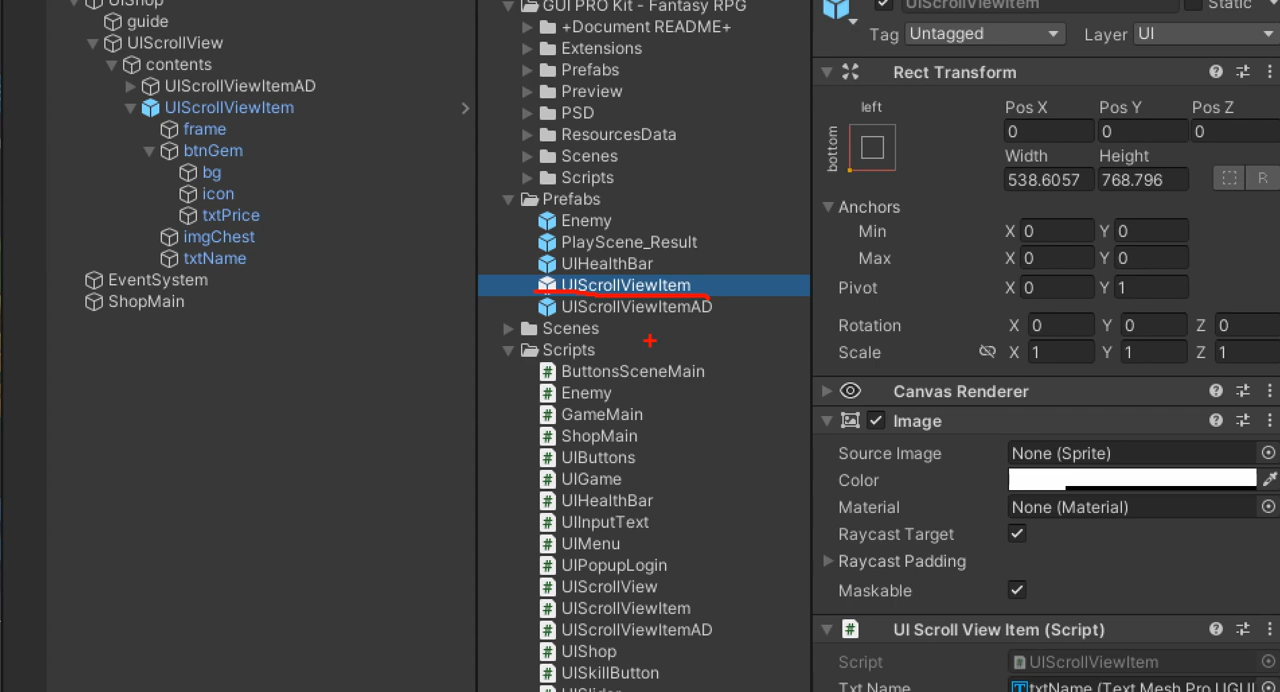 UIShop
guide
UIScrollView
contents
UIScrollViewItemAD
UIScrollViewItem
frame
btnGem
bg
icon
txtPrice
imgChest
txtName
EventSystem
ShopMain
GUI PRO Kit - Fantasy RPG
+Document README+
Extensions
Prefabs
Preview
PSD
ResourcesData
Scenes
Scripts
Prefabs
Enemy
PlayScene_Result
UIHealthBar
UIScrollViewItem
UIScrollViewItemAD
Scenes
Scripts
ButtonsSceneMain
Enemy
GameMain
ShopMain
UIButtons
UIGame
UIHealthBar
UIInputText
UIMenu
UIPopupLogin
UIScrollView
UIScrollViewItem
UIScrollViewItemAD
UIShop
UISkillButton
UISlider
UIScrollViewItem Static
Tag Untagged Layer UI
Rect Transform
left Pos X Pos Y Pos Z
bottom 0 0 0
Width Height
538.6057 768.796 R
Anchors
Min X 0 Y 0
Max X 0 Y 0
Pivot X 0 Y 1
Rotation X 0 Y 0 Z 0
Scale X 1 Y 1 Z 1
Canvas Renderer
Image
Source Image None (Sprite)
Color
Material None (Material)
Raycast Target
Raycast Padding
Maskable
UI Scroll View Item (Script)
Script UIScrollViewItem
Txt Name txtName (Text Mesh Pro UGUI